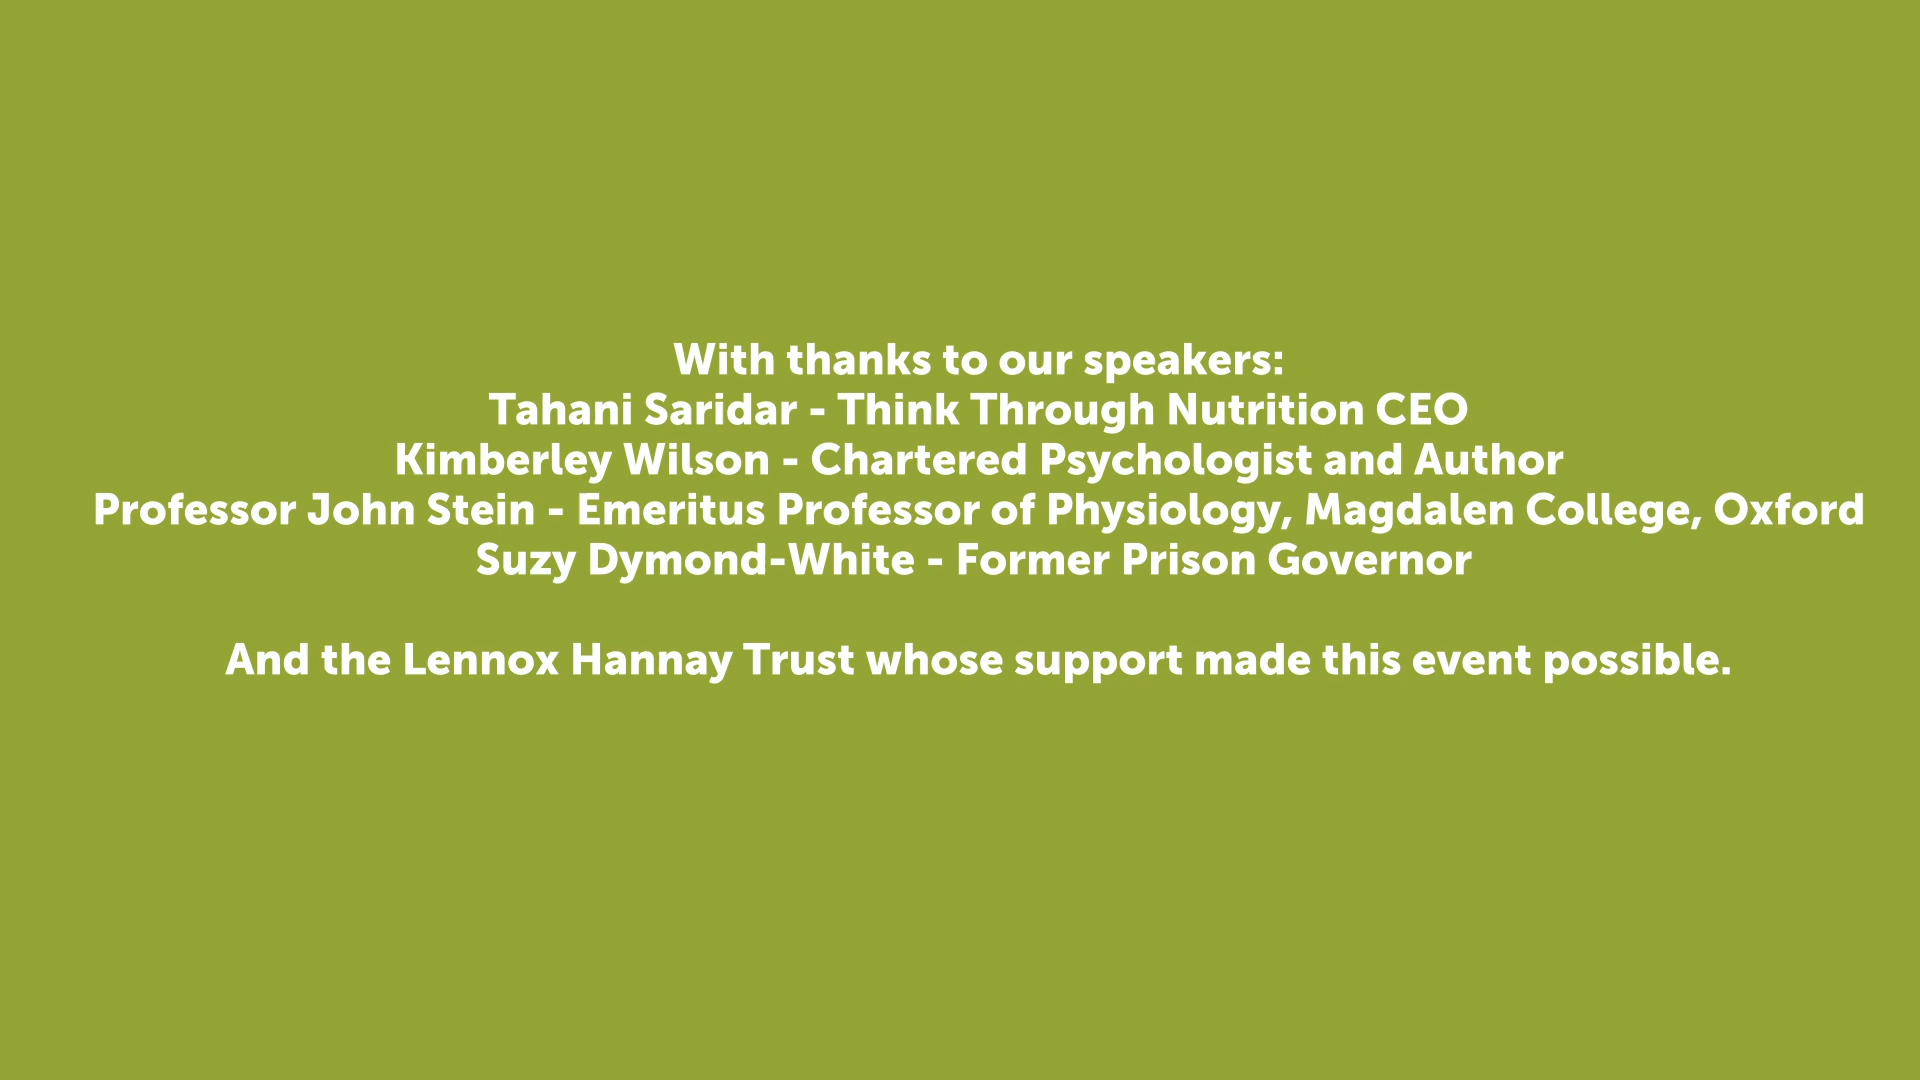 With thanks to our speakers:
Tahani Saridar - Think Through Nutrition CEO
Kimberley Wilson - Chartered Psychologist and Author
Professor John Stein - Emeritus Professor of Physiology, Magdalen College, Oxford
Suzy Dymond-White - Former Prison Governor
And the Lennox Hannay Trust whose support made this event possible.